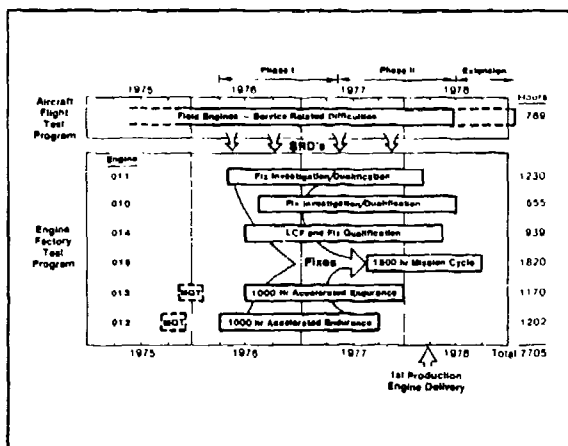 Phase I Phase II Extension
1975 1976 1977 1978 Hours
Aircraft Flight Test Program
Field Engines – Service Related Difficulties 769
SRD's
Engine
Engine Factory Test Program
011 Fix Investigation/Qualification 1230
010 Fix Investigation/Qualification 655
014 LCF and Fix Qualification 939
Fixes 1500 hr Mission Cycle 1820
013 MQT 1000 hr Accelerated Endurance 1170
012 MQT 1000 hr Accelerated Endurance 1202
1975 1976 1977 1978 Total 7705
1st Production
Engine Delivery